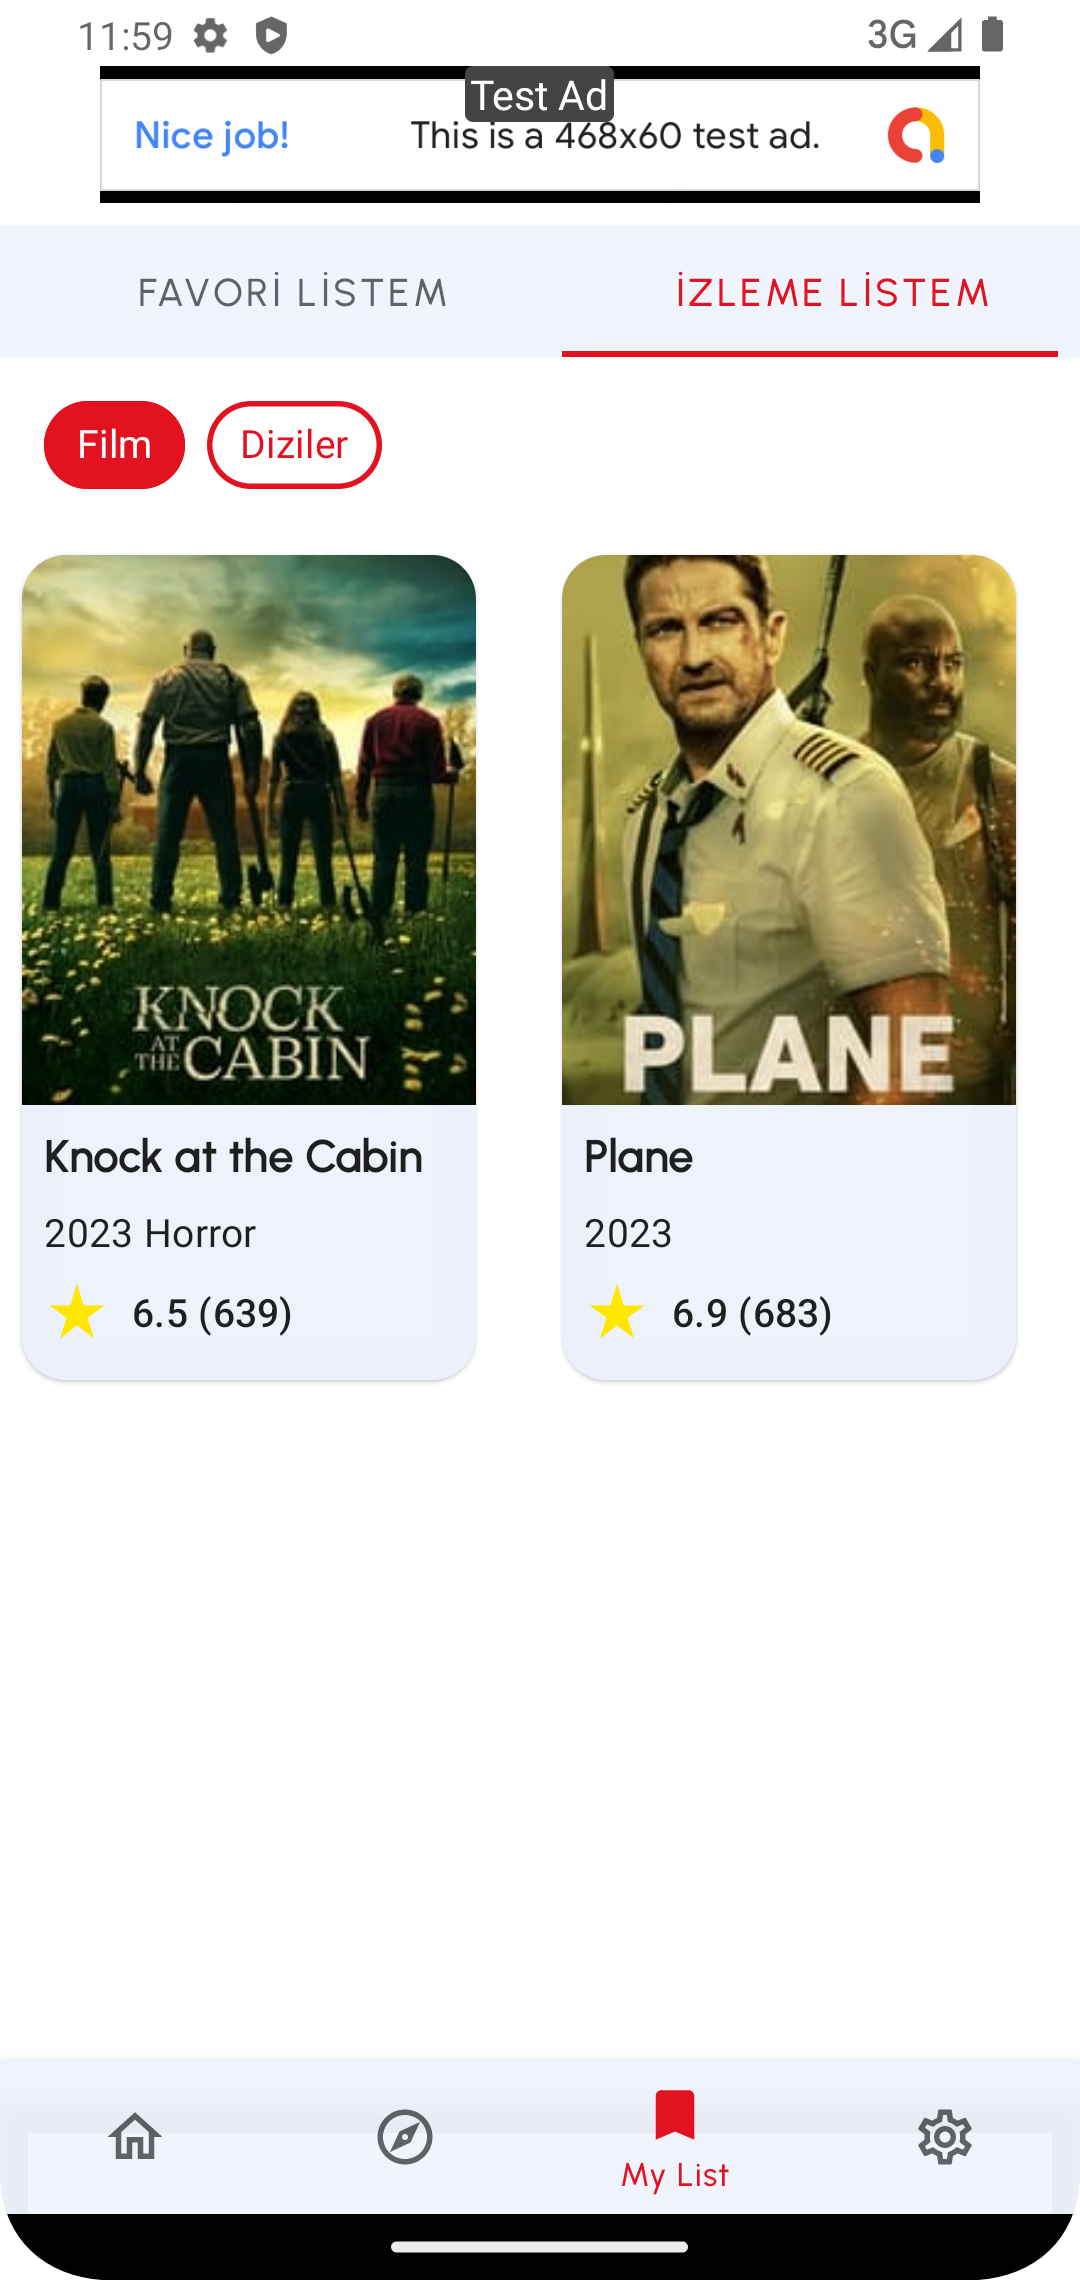 11:59
3G
Test Ad
Nice job!
This is a 468x60 test ad.
FAVORİ LİSTEM
İZLEME LİSTEM
Film
Diziler
KNOCK
AT THE CABIN
PLANE
Knock at the Cabin
2023 Horror
6.5 (639)
Plane
2023
6.9 (683)
My List